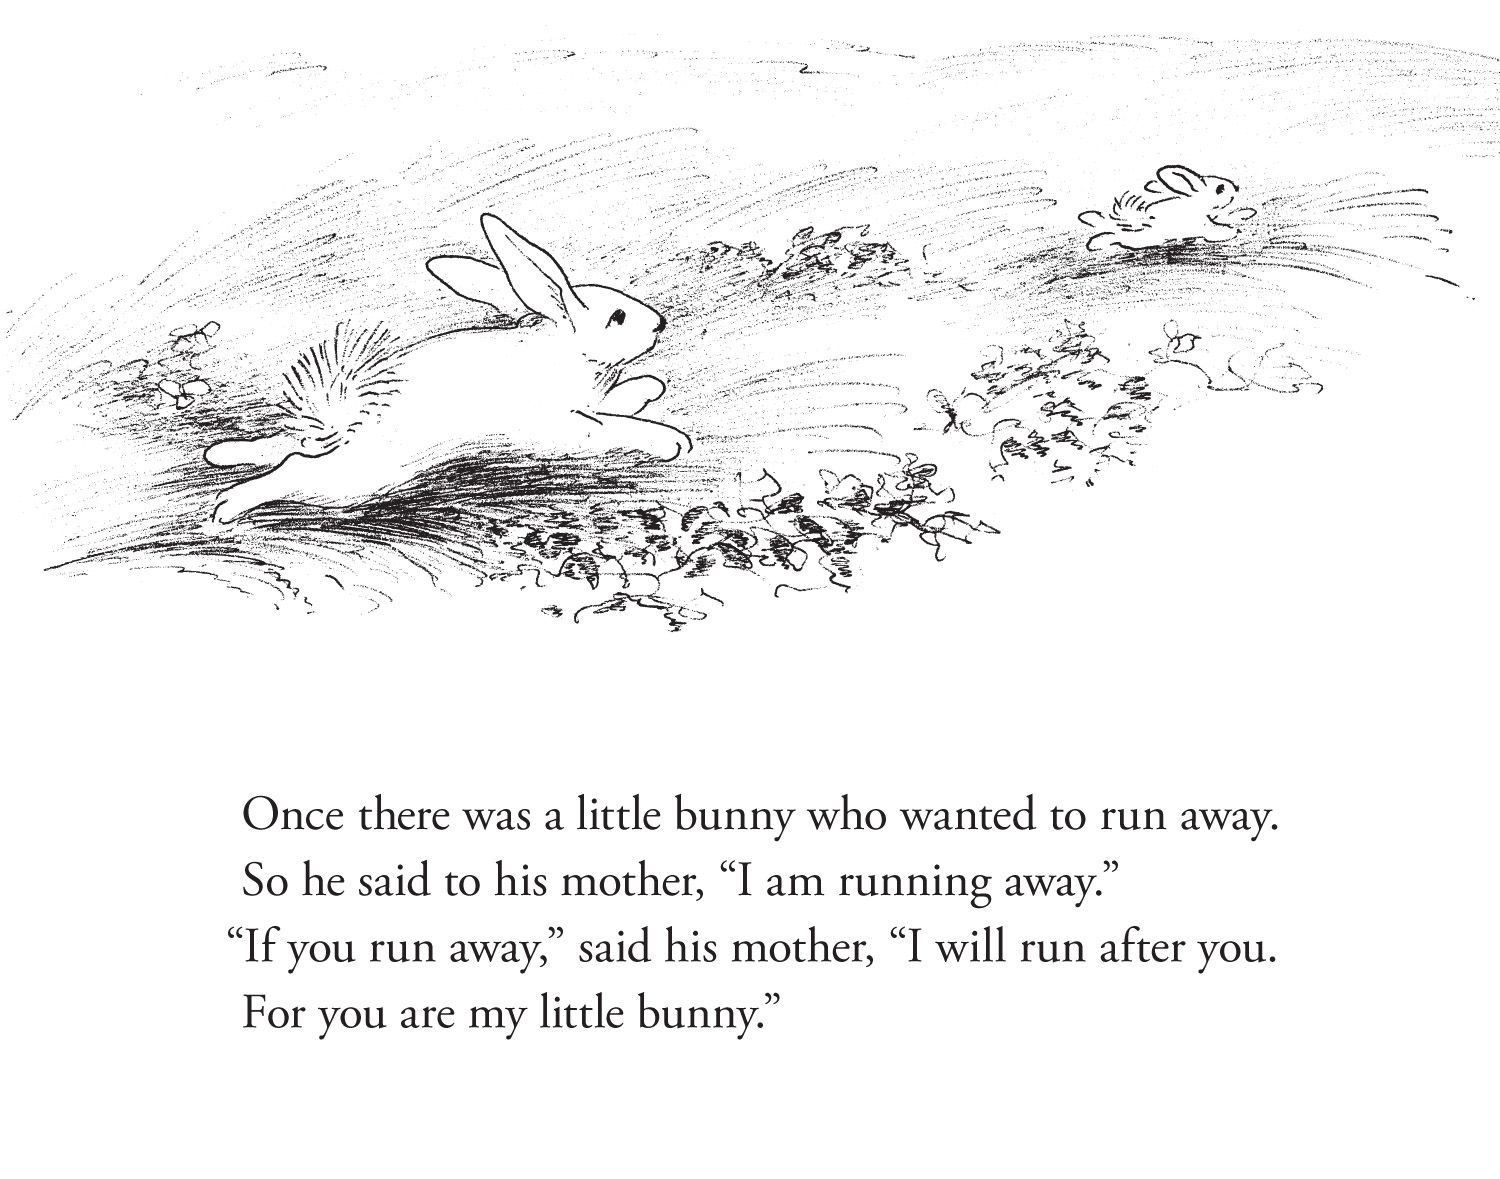 Once there was a little bunny who wanted to run away.
So he said to his mother, “I am running away.”
“If you run away,” said his mother, “I will run after you.
For you are my little bunny.”